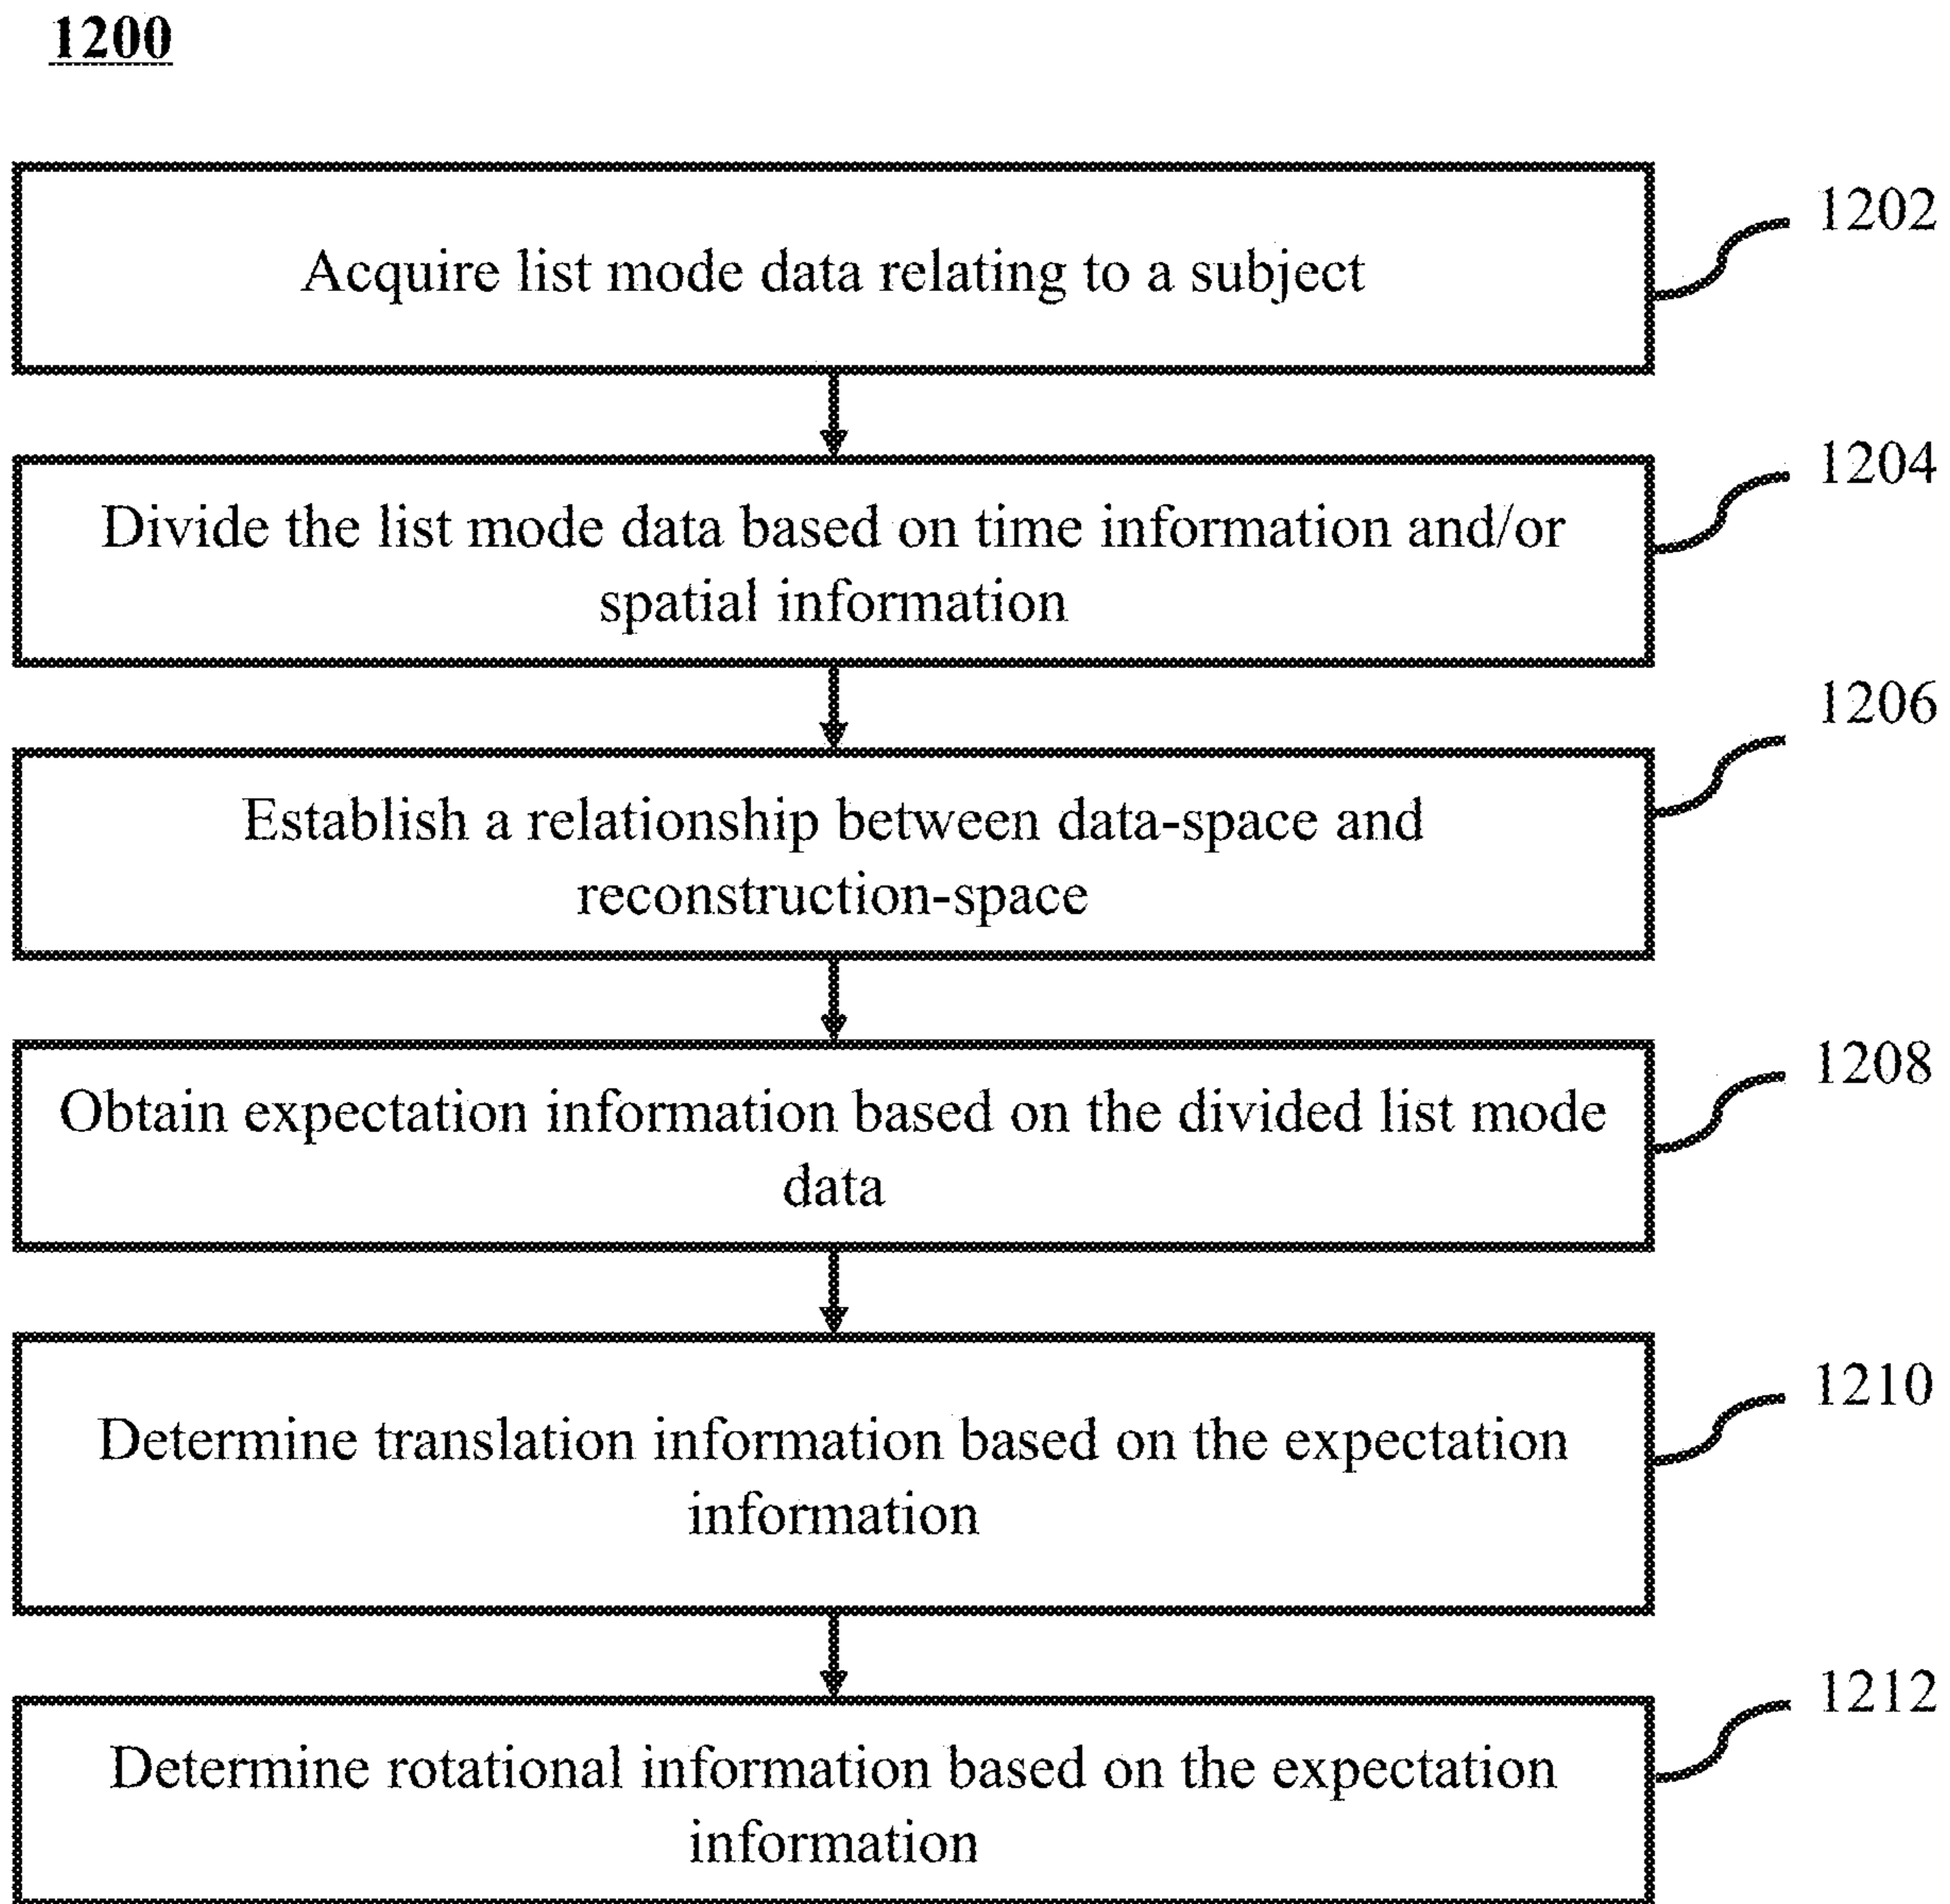 1200
Acquire list mode data relating to a subject
1202
Divide the list mode data based on time information and/or
spatial information
1204
Establish a relationship between data-space and
reconstruction-space
1206
Obtain expectation information based on the divided list mode
data
1208
Determine translation information based on the expectation
information
1210
Determine rotational information based on the expectation
information
1212